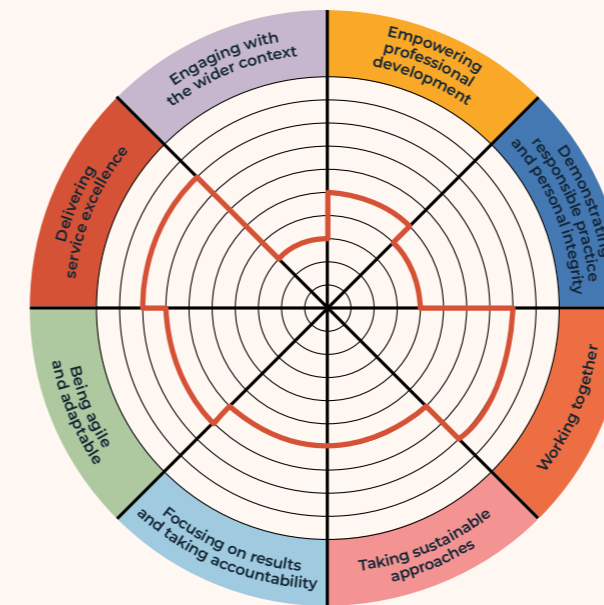 Engaging with
the wider context
Empowering
professional
development
Demonstrating
responsible practice
and personal integrity
Working together
Taking sustainable
approaches
Focusing on results
and taking accountability
Being agile
and adaptable
Delivering
service excellence